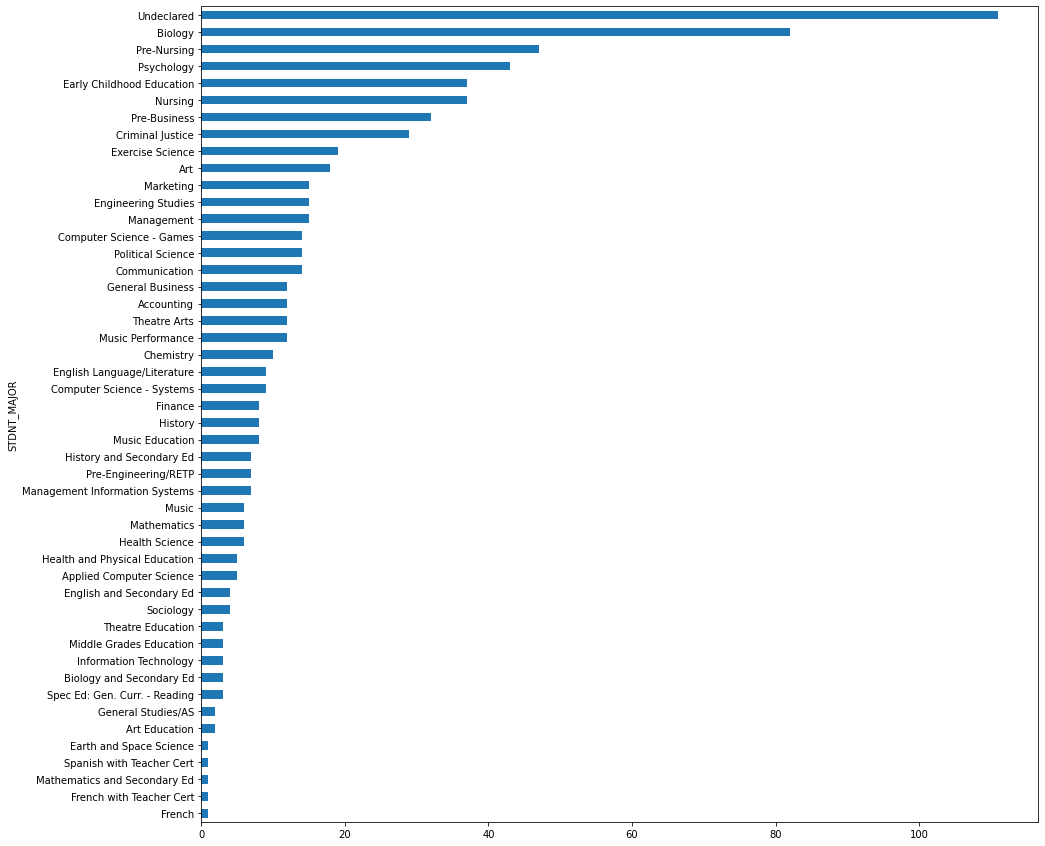 Undeclared
Biology
Pre-Nursing
Psychology
Early Childhood Education
Nursing
Pre-Business
Criminal Justice
Exercise Science
Art
Marketing
Engineering Studies
Management
Computer Science - Games
Political Science
Communication
General Business
Accounting
Theatre Arts
Music Performance
Chemistry
English Language/Literature
Computer Science - Systems
Finance
History
Music Education
History and Secondary Ed
Pre-Engineering/RETP
Management Information Systems
Music
Mathematics
Health Science
Health and Physical Education
Applied Computer Science
English and Secondary Ed
Sociology
Theatre Education
Middle Grades Education
Information Technology
Biology and Secondary Ed
Spec Ed: Gen. Curr. - Reading
General Studies/AS
Art Education
Earth and Space Science
Spanish with Teacher Cert
Mathematics and Secondary Ed
French with Teacher Cert
French
STDNT_MAJOR
0 20 40 60 80 100